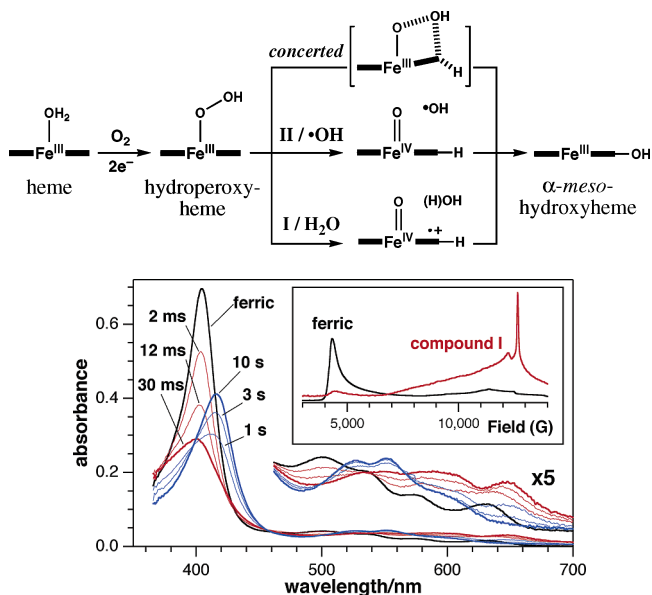 O OH
concerted
Fe^III
H
OH2
Fe^III
heme
O2
2e−
O OH
Fe^III
hydroperoxy-
heme
II / •OH
O •OH
Fe^IV H
I / H2O
O (H)OH
Fe^IV •+ H
Fe^III OH
α-meso-
hydroxyheme
absorbance
0.6
0.4
0.2
0.0
ferric
2 ms
12 ms
30 ms
10 s
3 s
1 s
x5
ferric
compound I
5,000 10,000 Field (G)
400 500 600 700
wavelength/nm